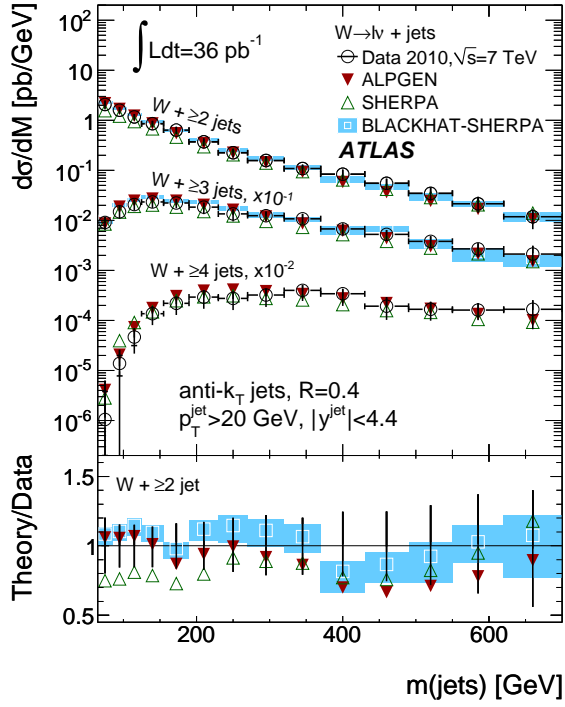 dσ/dM [pb/GeV]
10²
10
1
10⁻¹
10⁻²
10⁻³
10⁻⁴
10⁻⁵
10⁻⁶
∫ Ldt=36 pb⁻¹
W→lν + jets
Data 2010,√s=7 TeV
ALPGEN
SHERPA
BLACKHAT-SHERPA
ATLAS
W + ≥2 jets
W + ≥3 jets, x10⁻¹
W + ≥4 jets, x10⁻²
anti-k_T jets, R=0.4
p_T^jet>20 GeV, |y^jet|<4.4
Theory/Data
1.5
1
0.5
W + ≥2 jet
200 400 600
m(jets) [GeV]